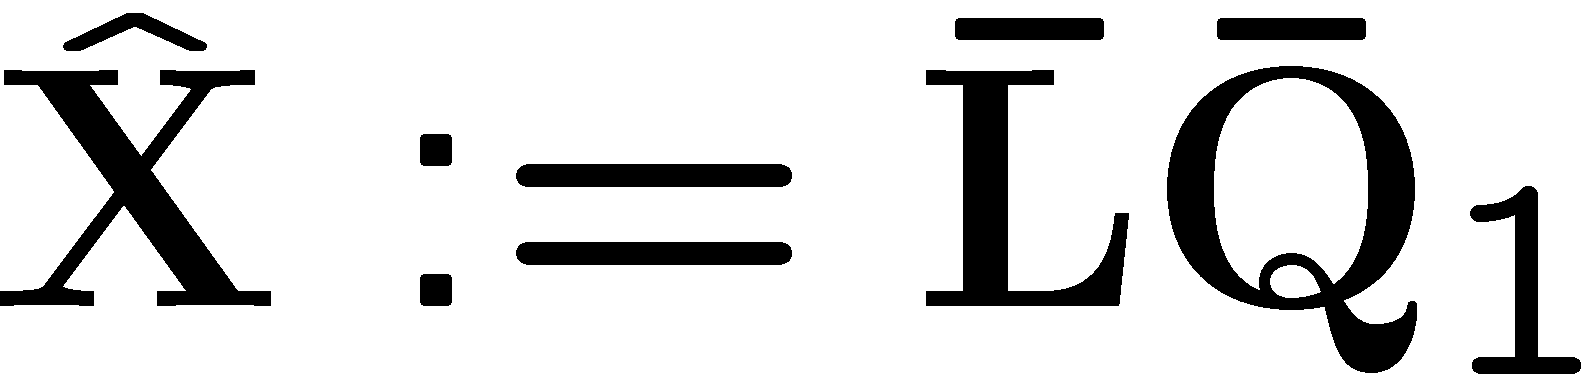 X̂ := L̄Q̄₁